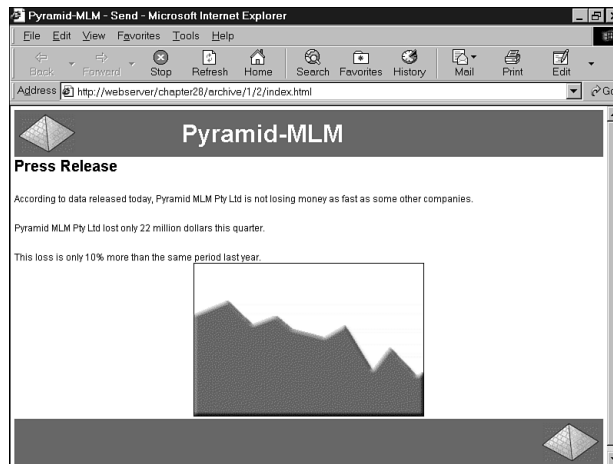 Pyramid-MLM - Send - Microsoft Internet Explorer
File Edit View Favorites Tools Help
Back Forward Stop Refresh Home Search Favorites History Mail Print Edit
Address http://webserver/chapter28/archive/1/2/index.html Go
Pyramid-MLM
Press Release
According to data released today, Pyramid MLM Pty Ltd is not losing money as fast as some other companies.
Pyramid MLM Pty Ltd lost only 22 million dollars this quarter.
This loss is only 10% more than the same period last year.